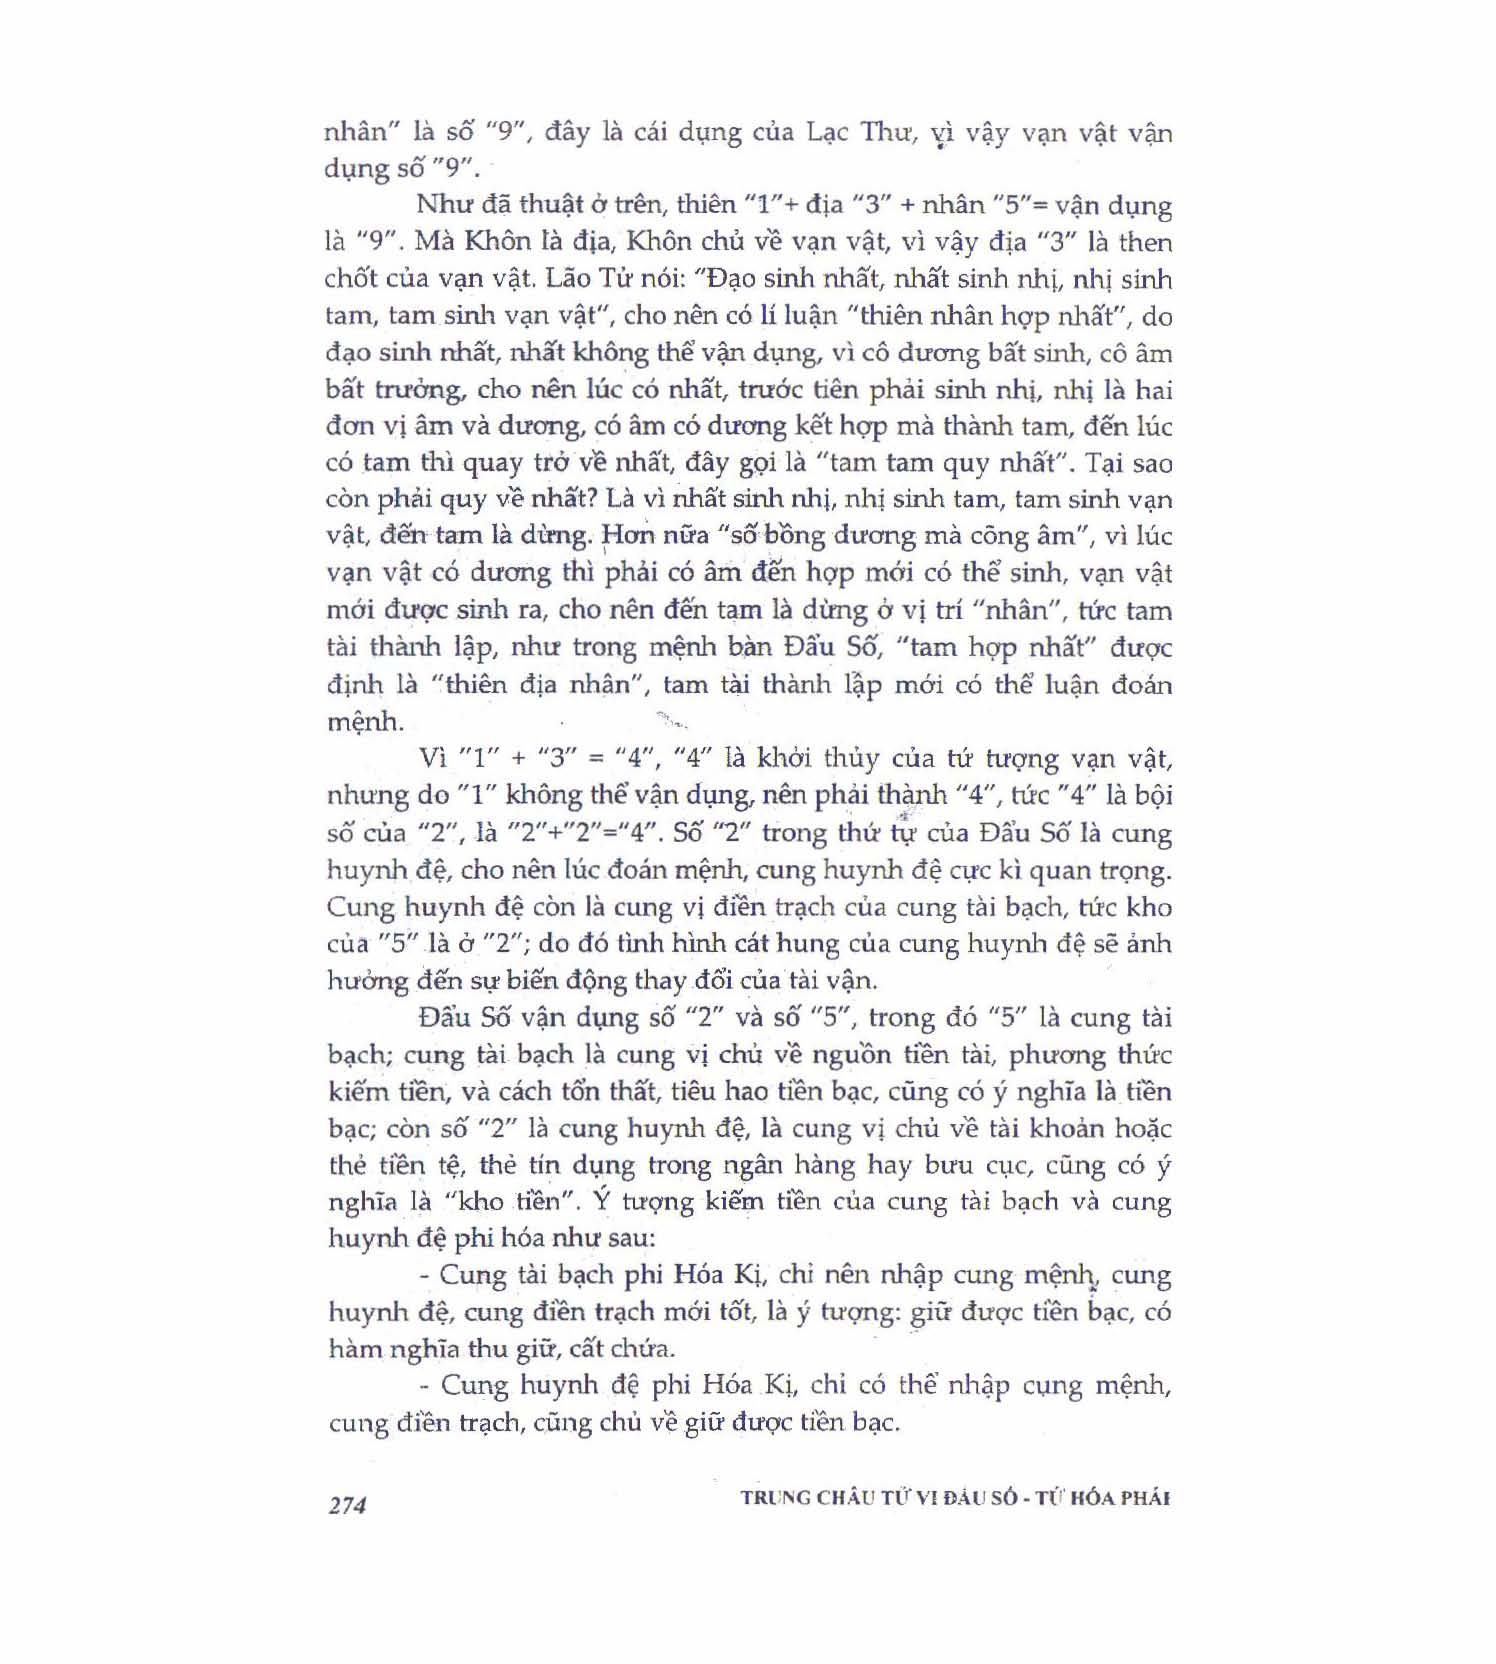 nhân" là số "9", đây là cái dụng của Lạc Thư, vì vậy vạn vật vận
dụng số "9".
Như đã thuật ở trên, thiên "1"+ địa "3" + nhân "5"= vận dụng
là "9". Mà Khôn là địa, Khôn chủ về vạn vật, vì vậy địa "3" là then
chốt của vạn vật. Lão Tử nói: "Đạo sinh nhất, nhất sinh nhị, nhị sinh
tam, tam sinh vạn vật", cho nên có lí luận "thiên nhân hợp nhất", do
đạo sinh nhất, nhất không thể vận dụng, vì cô dương bất sinh, cô âm
bất trưởng, cho nên lúc có nhất, trước tiên phải sinh nhị, nhị là hai
đơn vị âm và dương, có âm có dương kết hợp mà thành tam, đến lúc
có tam thì quay trở về nhất, đây gọi là "tam tam quy nhất". Tại sao
còn phải quy về nhất? Là vì nhất sinh nhị, nhị sinh tam, tam sinh vạn
vật, đến tam là dừng. Hơn nữa "số bồng dương mà cõng âm", vì lúc
vạn vật có dương thì phải có âm đến hợp mới có thể sinh, vạn vật
mới được sinh ra, cho nên đến tam là dừng ở vị trí "nhân", tức tam
tài thành lập, như trong mệnh bàn Đẩu Số, "tam hợp nhất" được
định là "thiên địa nhân", tam tài thành lập mới có thể luận đoán
mệnh.
Vì "1" + "3" = "4", "4" là khởi thủy của tứ tượng vạn vật,
nhưng do "1" không thể vận dụng, nên phải thành "4", tức "4" là bội
số của "2", là "2"+"2"="4". Số "2" trong thứ tự của Đẩu Số là cung
huynh đệ, cho nên lúc đoán mệnh, cung huynh đệ cực kì quan trọng.
Cung huynh đệ còn là cung vị điền trạch của cung tài bạch, tức kho
của "5" là ở "2"; do đó tình hình cát hung của cung huynh đệ sẽ ảnh
hưởng đến sự biến động thay đổi của tài vận.
Đẩu Số vận dụng số "2" và số "5", trong đó "5" là cung tài
bạch; cung tài bạch là cung vị chủ về nguồn tiền tài, phương thức
kiếm tiền, và cách tổn thất, tiêu hao tiền bạc, cũng có ý nghĩa là tiền
bạc; còn số "2" là cung huynh đệ, là cung vị chủ về tài khoản hoặc
thẻ tiền tệ, thẻ tín dụng trong ngân hàng hay bưu cục, cũng có ý
nghĩa là "kho tiền". Ý tượng kiếm tiền của cung tài bạch và cung
huynh đệ phi hóa như sau:
- Cung tài bạch phi Hóa Kị, chỉ nên nhập cung mệnh, cung
huynh đệ, cung điền trạch mới tốt, là ý tượng: giữ được tiền bạc, có
hàm nghĩa thu giữ, cất chứa.
- Cung huynh đệ phi Hóa Kị, chỉ có thể nhập cung mệnh,
cung điền trạch, cũng chủ về giữ được tiền bạc.
274
TRUNG CHÂU TỬ VI ĐẨU SỐ - TỨ HÓA PHÁI